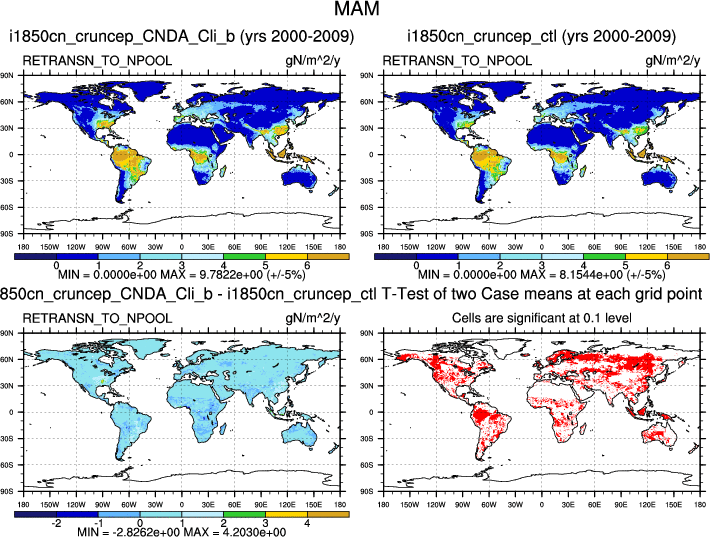 MAM
i1850cn_cruncep_CNDA_Cli_b (yrs 2000-2009)
i1850cn_cruncep_ctl (yrs 2000-2009)
RETRANSN_TO_NPOOL gN/m^2/y
RETRANSN_TO_NPOOL gN/m^2/y
90N
60N
30N
0
30S
60S
90S
180 150W 120W 90W 60W 30W 0 30E 60E 90E 120E 150E 180
90N
60N
30N
0
30S
60S
90S
180 150W 120W 90W 60W 30W 0 30E 60E 90E 120E 150E 180
0 1 2 3 4 5 6
MIN = 0.0000e+00 MAX = 9.7822e+00 (+/-5%)
0 1 2 3 4 5 6
MIN = 0.0000e+00 MAX = 8.1544e+00 (+/-5%)
850cn_cruncep_CNDA_Cli_b - i1850cn_cruncep_ctl
T-Test of two Case means at each grid point
RETRANSN_TO_NPOOL gN/m^2/y
Cells are significant at 0.1 level
90N
60N
30N
0
30S
60S
90S
180 150W 120W 90W 60W 30W 0 30E 60E 90E 120E 150E 180
90N
60N
30N
0
30S
60S
90S
180 150W 120W 90W 60W 30W 0 30E 60E 90E 120E 150E 180
-2 -1 0 1 2 3 4
MIN = -2.8262e+00 MAX = 4.2030e+00